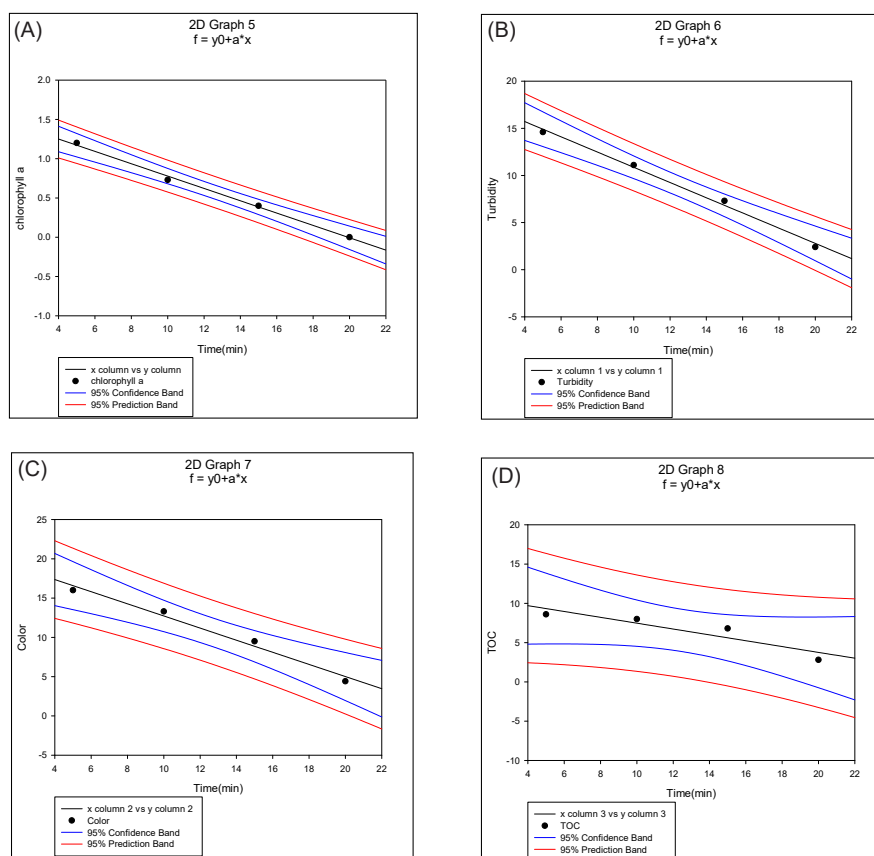 (A)
2D Graph 5
f = y0+a*x
2.0
1.5
1.0
0.5
0.0
-0.5
-1.0
chlorophyll a
4 6 8 10 12 14 16 18 20 22
Time(min)
x column vs y column
chlorophyll a
95% Confidence Band
95% Prediction Band
(B)
2D Graph 6
f = y0+a*x
20
15
10
5
0
-5
Turbidity
4 6 8 10 12 14 16 18 20 22
Time(min)
x column 1 vs y column 1
Turbidity
95% Confidence Band
95% Prediction Band
(C)
2D Graph 7
f = y0+a*x
25
20
15
10
5
0
-5
Color
4 6 8 10 12 14 16 18 20 22
Time(min)
x column 2 vs y column 2
Color
95% Confidence Band
95% Prediction Band
(D)
2D Graph 8
f = y0+a*x
20
15
10
5
0
-5
-10
TOC
4 6 8 10 12 14 16 18 20 22
Time(min)
x column 3 vs y column 3
TOC
95% Confidence Band
95% Prediction Band